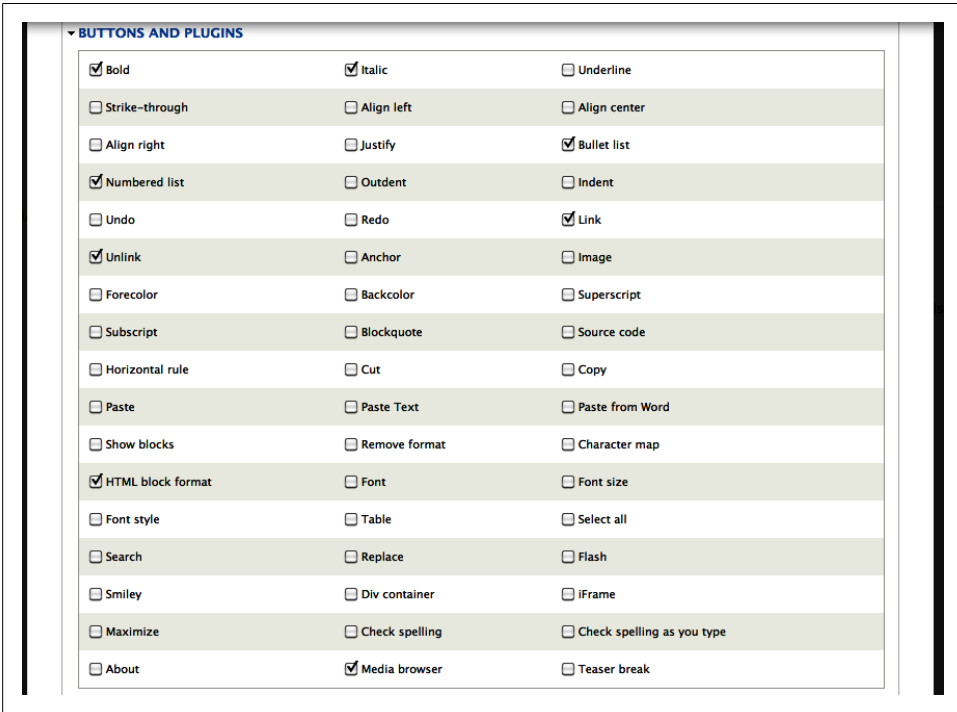 BUTTONS AND PLUGINS
Bold Italic Underline
Strike-through Align left Align center
Align right Justify Bullet list
Numbered list Outdent Indent
Undo Redo Link
Unlink Anchor Image
Forecolor Backcolor Superscript
Subscript Blockquote Source code
Horizontal rule Cut Copy
Paste Paste Text Paste from Word
Show blocks Remove format Character map
HTML block format Font Font size
Font style Table Select all
Search Replace Flash
Smiley Div container iFrame
Maximize Check spelling Check spelling as you type
About Media browser Teaser break